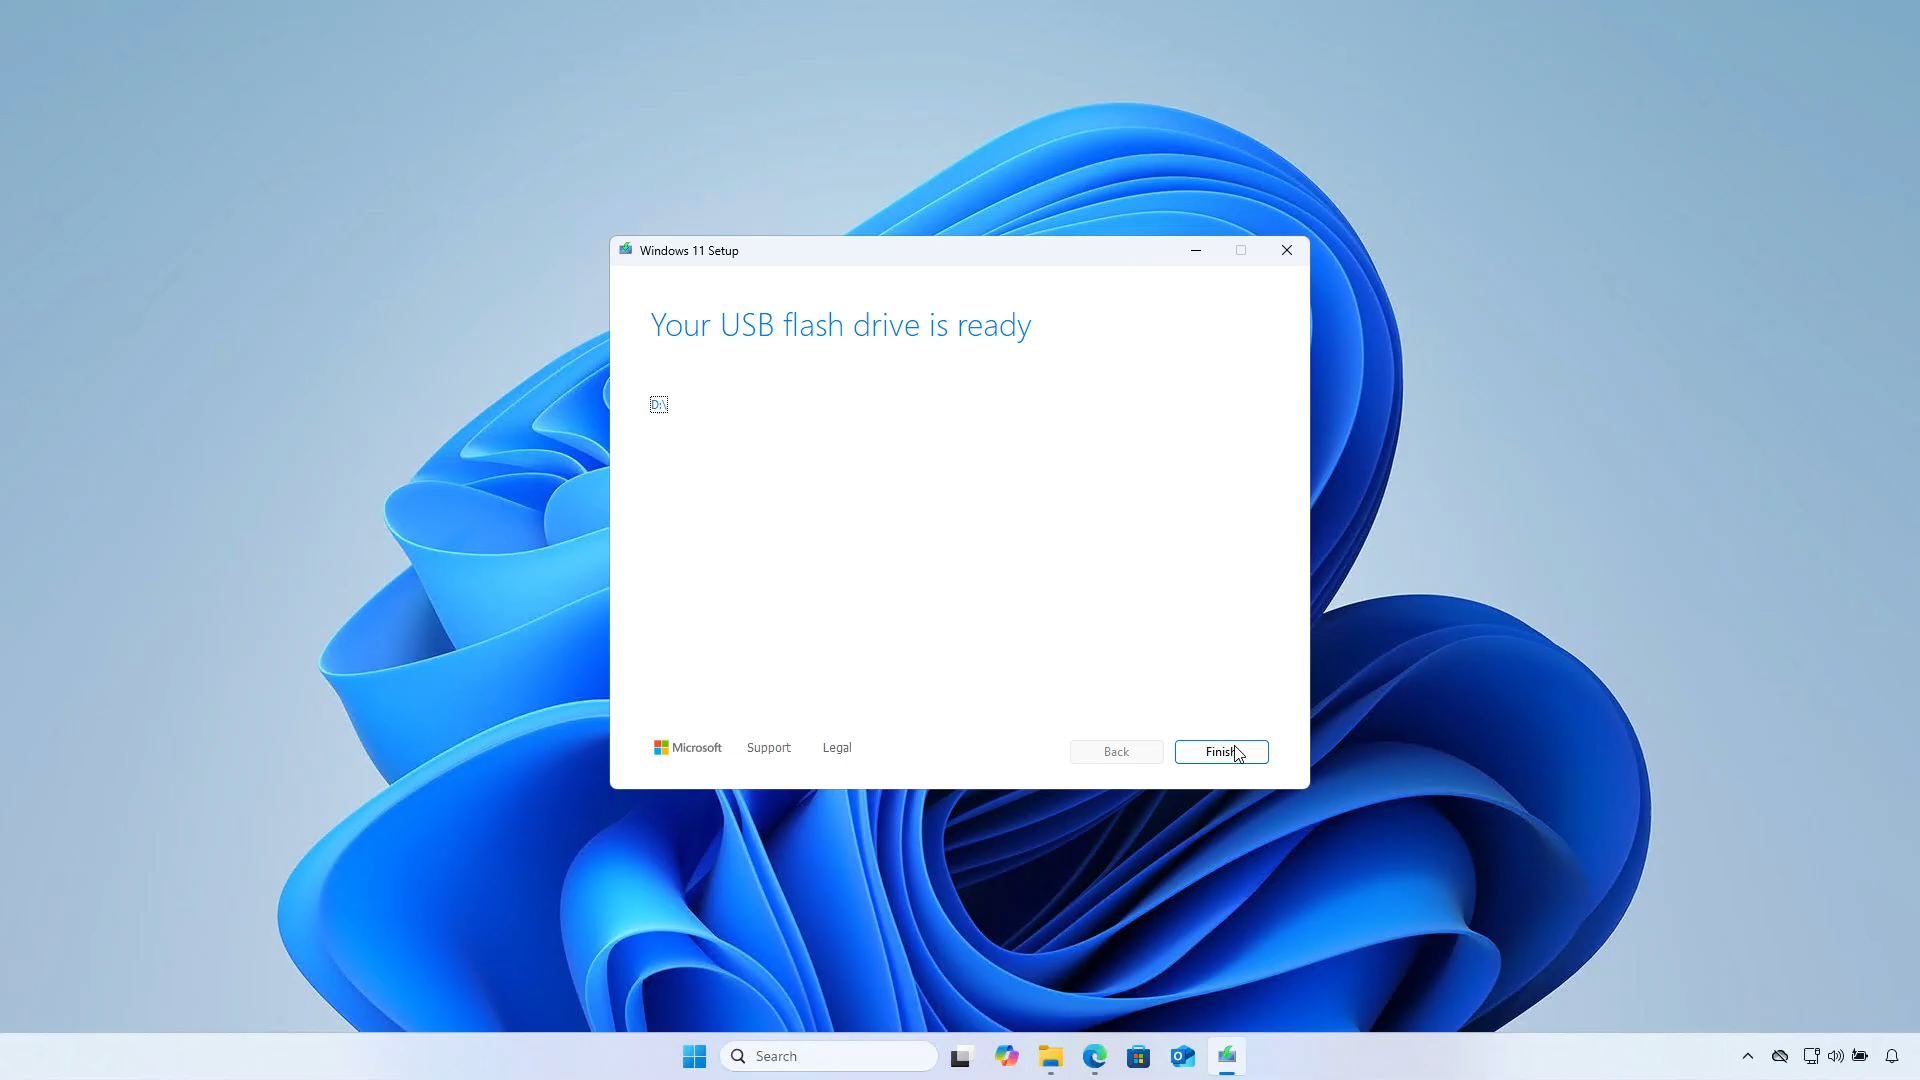 Windows 11 Setup
Your USB flash drive is ready
D:\
Microsoft
Support
Legal
Back
Finish
Search